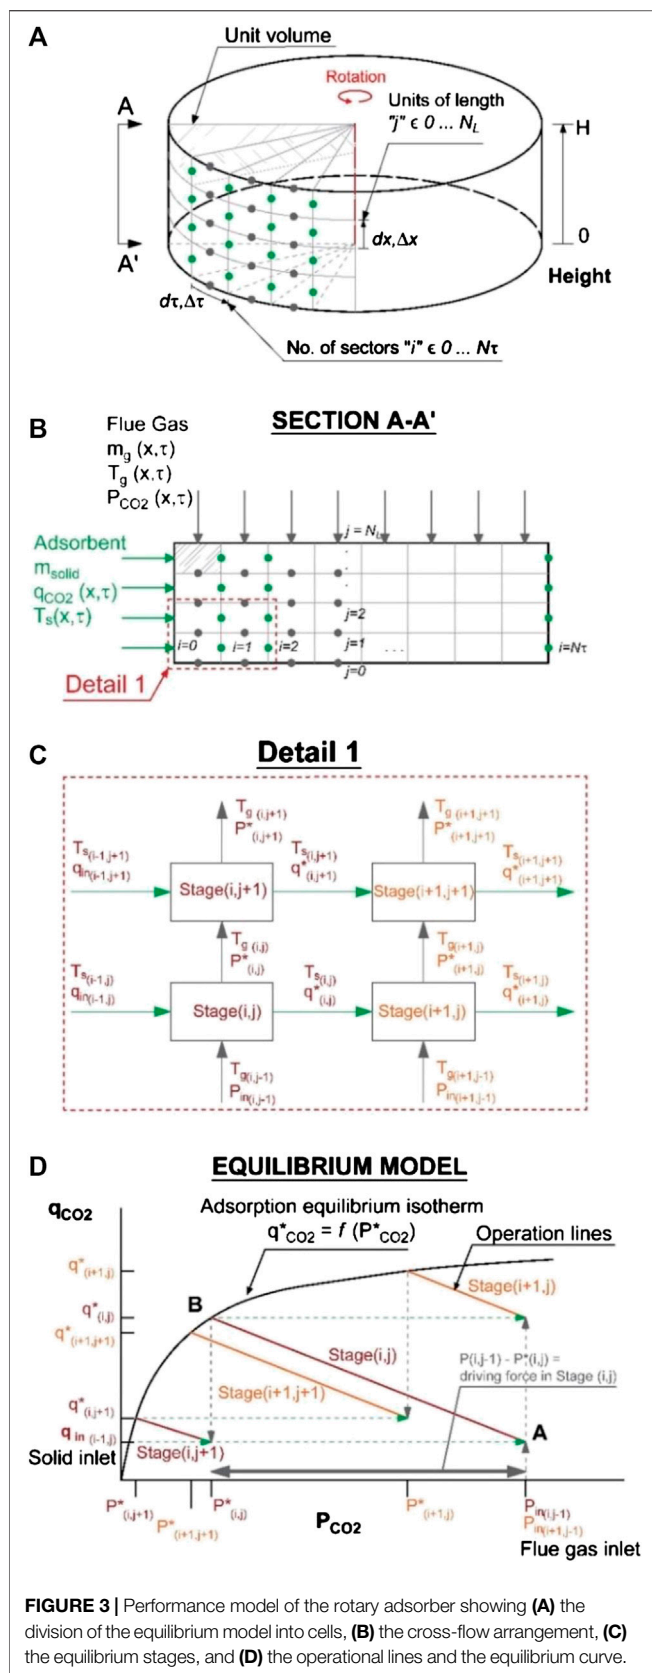 A
Unit volume
Rotation
Units of length
"j" ϵ 0 ... N_L
A
H
dx,Δx
0
A'
Height
dτ,Δτ
No. of sectors "i" ϵ 0 ... Nτ
B
SECTION A-A'
Flue Gas
m_g (x,τ)
T_g (x,τ)
P_CO2 (x,τ)
j = N_L
Adsorbent
m_solid
q_CO2 (x,τ)
T_s(x,τ)
j=2
i=0
i=1
i=2
j=1
. . .
i=Nτ
j=0
Detail 1
C
Detail 1
T_g (i,j+1)
P*_(i,j+1)
T_g (i+1,j+1)
P*_(i+1,j+1)
T_s(i-1,j+1)
q_in(i-1,j+1)
T_s(i,j+1)
q*_(i,j+1)
T_s(i+1,j+1)
q*_(i+1,j+1)
Stage(i,j+1)
Stage(i+1,j+1)
T_g (i,j)
P*_(i,j)
T_g(i+1,j)
P*_(i+1,j)
T_s(i-1,j)
q_in(i-1,j)
T_s(i,j)
q*_(i,j)
T_s(i+1,j)
q*_(i+1,j)
Stage(i,j)
Stage(i+1,j)
T_g(i,j-1)
P_in(i,j-1)
T_g(i+1,j-1)
P_in(i+1,j-1)
D
EQUILIBRIUM MODEL
q_CO2
Adsorption equilibrium isotherm
q*_CO2 = f (P*_CO2)
Operation lines
q*_(i+1,j)
Stage(i+1,j)
q*_(i,j)
B
q*_(i+1,j+1)
Stage(i,j)
P(i,j-1) - P*(i,j) =
driving force in Stage (i,j)
Stage(i+1,j+1)
q*_(i,j+1)
q_in (i-1,j)
A
Solid inlet
Stage(i,j+1)
P*_(i,j+1)
P*_(i+1,j+1)
P*_(i,j)
P_CO2
P*_(i+1,j)
P_in(i,j-1)
P_in(i+1,j-1)
Flue gas inlet
FIGURE 3 | Performance model of the rotary adsorber showing (A) the
division of the equilibrium model into cells, (B) the cross-flow arrangement, (C)
the equilibrium stages, and (D) the operational lines and the equilibrium curve.